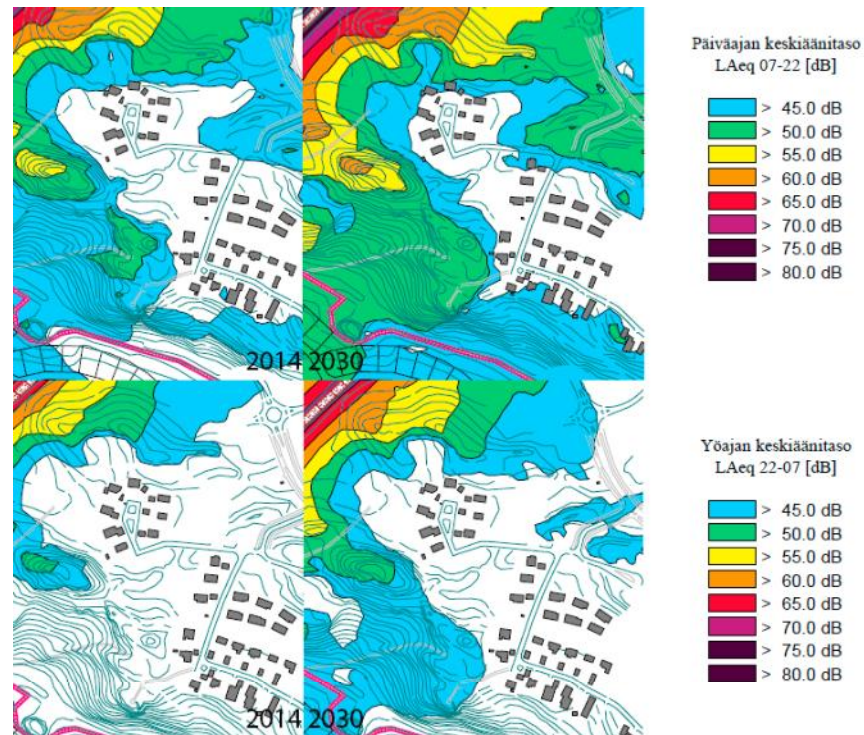 Päiväajan keskiäänitaso
LAeq 07-22 [dB]
> 45.0 dB
> 50.0 dB
> 55.0 dB
> 60.0 dB
> 65.0 dB
> 70.0 dB
> 75.0 dB
> 80.0 dB
2014 2030
Yöajan keskiäänitaso
LAeq 22-07 [dB]
> 45.0 dB
> 50.0 dB
> 55.0 dB
> 60.0 dB
> 65.0 dB
> 70.0 dB
> 75.0 dB
> 80.0 dB
2014 2030